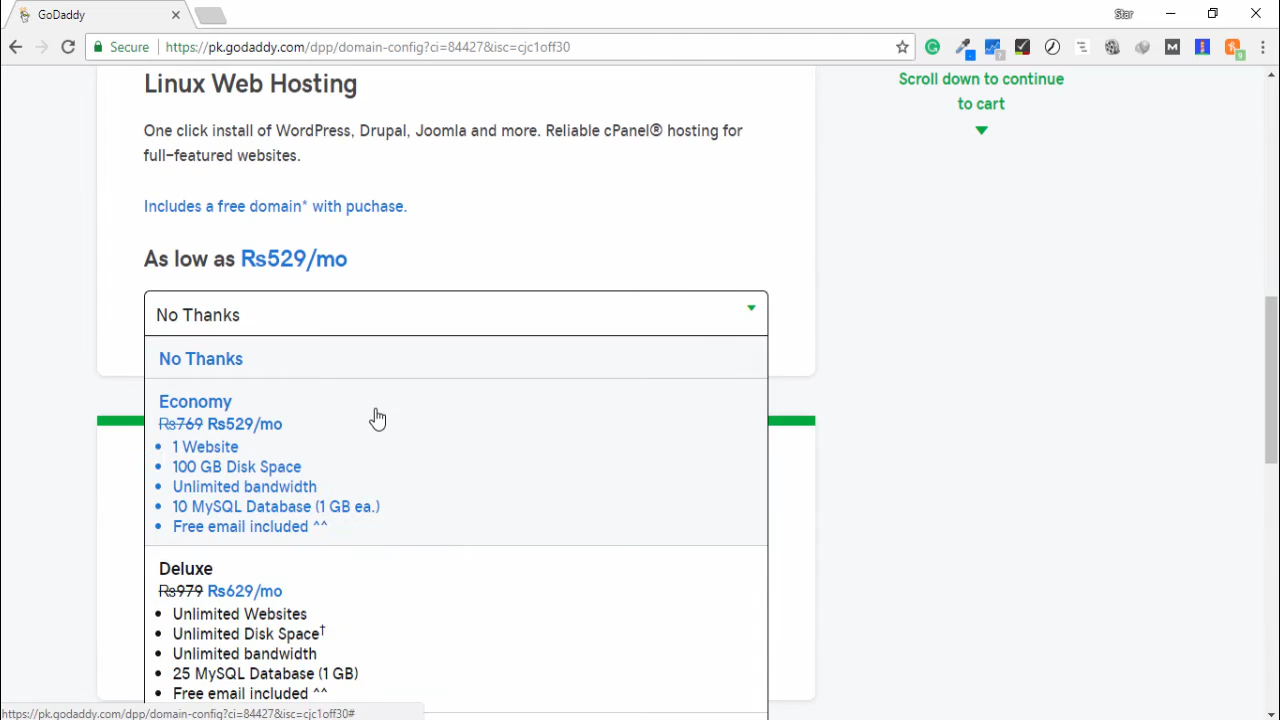 GoDaddy
Star
Secure
https://pk.godaddy.com/dpp/domain-config?ci=84427&isc=cjc1off30
7
M
9
Linux Web Hosting
One click install of WordPress, Drupal, Joomla and more. Reliable cPanel® hosting for
full-featured websites.
Includes a free domain* with puchase.
As low as Rs529/mo
Scroll down to continue
to cart
No Thanks
No Thanks
Economy
Rs769 Rs529/mo
• 1 Website
• 100 GB Disk Space
• Unlimited bandwidth
• 10 MySQL Database (1 GB ea.)
• Free email included ^^
Deluxe
Rs979 Rs629/mo
• Unlimited Websites
• Unlimited Disk Space†
• Unlimited bandwidth
• 25 MySQL Database (1 GB)
• Free email included ^^
https://pk.godaddy.com/dpp/domain-config?ci=84427&isc=cjc1off30#